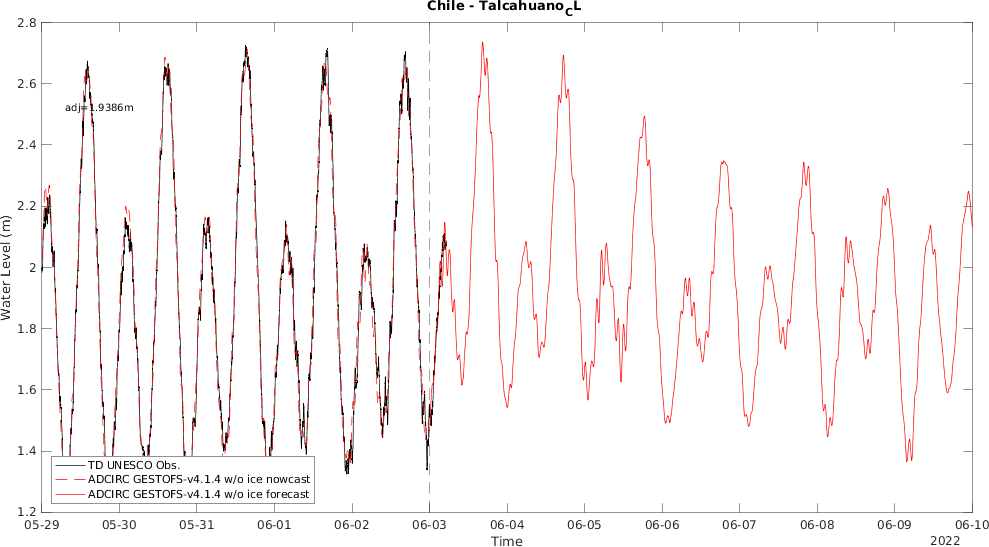 Chile - Talcahuano_CL
2.8
2.6
2.4
2.2
2
1.8
1.6
1.4
1.2
Water Level (m)
adj=1.9386m
TD UNESCO Obs.
ADCIRC GESTOFS-v4.1.4 w/o ice nowcast
ADCIRC GESTOFS-v4.1.4 w/o ice forecast
05-29 05-30 05-31 06-01 06-02 06-03 06-04 06-05 06-06 06-07 06-08 06-09 06-10
Time
2022